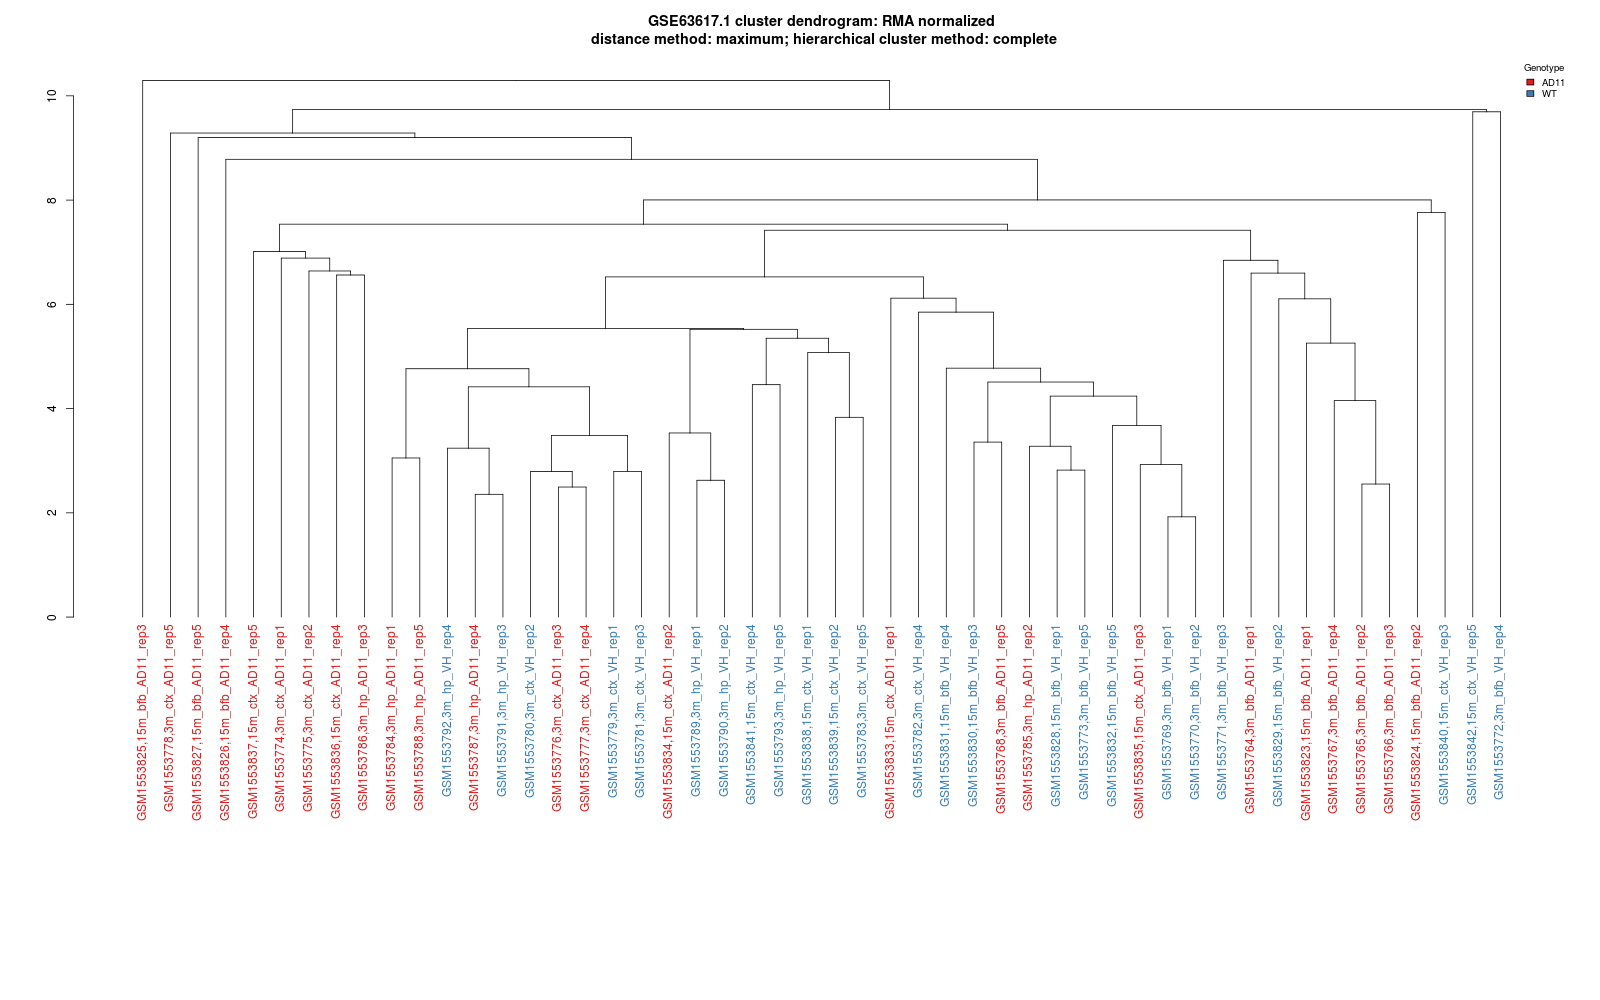 GSE63617.1 cluster dendrogram: RMA normalized
distance method: maximum; hierarchical cluster method: complete
Genotype
AD11
WT
10
8
6
4
2
0
GSM1553825,15m_bfb_AD11_rep3
GSM1553778,3m_ctx_AD11_rep5
GSM1553827,15m_bfb_AD11_rep5
GSM1553826,15m_bfb_AD11_rep4
GSM1553837,15m_ctx_AD11_rep5
GSM1553774,3m_ctx_AD11_rep1
GSM1553775,3m_ctx_AD11_rep2
GSM1553836,15m_ctx_AD11_rep4
GSM1553786,3m_hp_AD11_rep3
GSM1553784,3m_hp_AD11_rep1
GSM1553788,3m_hp_AD11_rep5
GSM1553792,3m_hp_VH_rep4
GSM1553787,3m_hp_AD11_rep4
GSM1553791,3m_hp_VH_rep3
GSM1553780,3m_ctx_VH_rep2
GSM1553776,3m_ctx_AD11_rep3
GSM1553777,3m_ctx_AD11_rep4
GSM1553779,3m_ctx_VH_rep1
GSM1553781,3m_ctx_VH_rep3
GSM1553834,15m_ctx_AD11_rep2
GSM1553789,3m_hp_VH_rep1
GSM1553790,3m_hp_VH_rep2
GSM1553841,15m_ctx_VH_rep4
GSM1553793,3m_hp_VH_rep5
GSM1553838,15m_ctx_VH_rep1
GSM1553839,15m_ctx_VH_rep2
GSM1553783,3m_ctx_VH_rep5
GSM1553833,15m_ctx_AD11_rep1
GSM1553782,3m_ctx_VH_rep4
GSM1553831,15m_bfb_VH_rep4
GSM1553830,15m_bfb_VH_rep3
GSM1553768,3m_bfb_AD11_rep5
GSM1553785,3m_hp_AD11_rep2
GSM1553828,15m_bfb_VH_rep1
GSM1553773,3m_bfb_VH_rep5
GSM1553832,15m_bfb_VH_rep5
GSM1553835,15m_ctx_AD11_rep3
GSM1553769,3m_bfb_VH_rep1
GSM1553770,3m_bfb_VH_rep2
GSM1553771,3m_bfb_VH_rep3
GSM1553764,3m_bfb_AD11_rep1
GSM1553829,15m_bfb_VH_rep2
GSM1553823,15m_bfb_AD11_rep1
GSM1553767,3m_bfb_AD11_rep4
GSM1553765,3m_bfb_AD11_rep2
GSM1553766,3m_bfb_AD11_rep3
GSM1553824,15m_bfb_AD11_rep2
GSM1553840,15m_ctx_VH_rep3
GSM1553842,15m_ctx_VH_rep5
GSM1553772,3m_bfb_VH_rep4